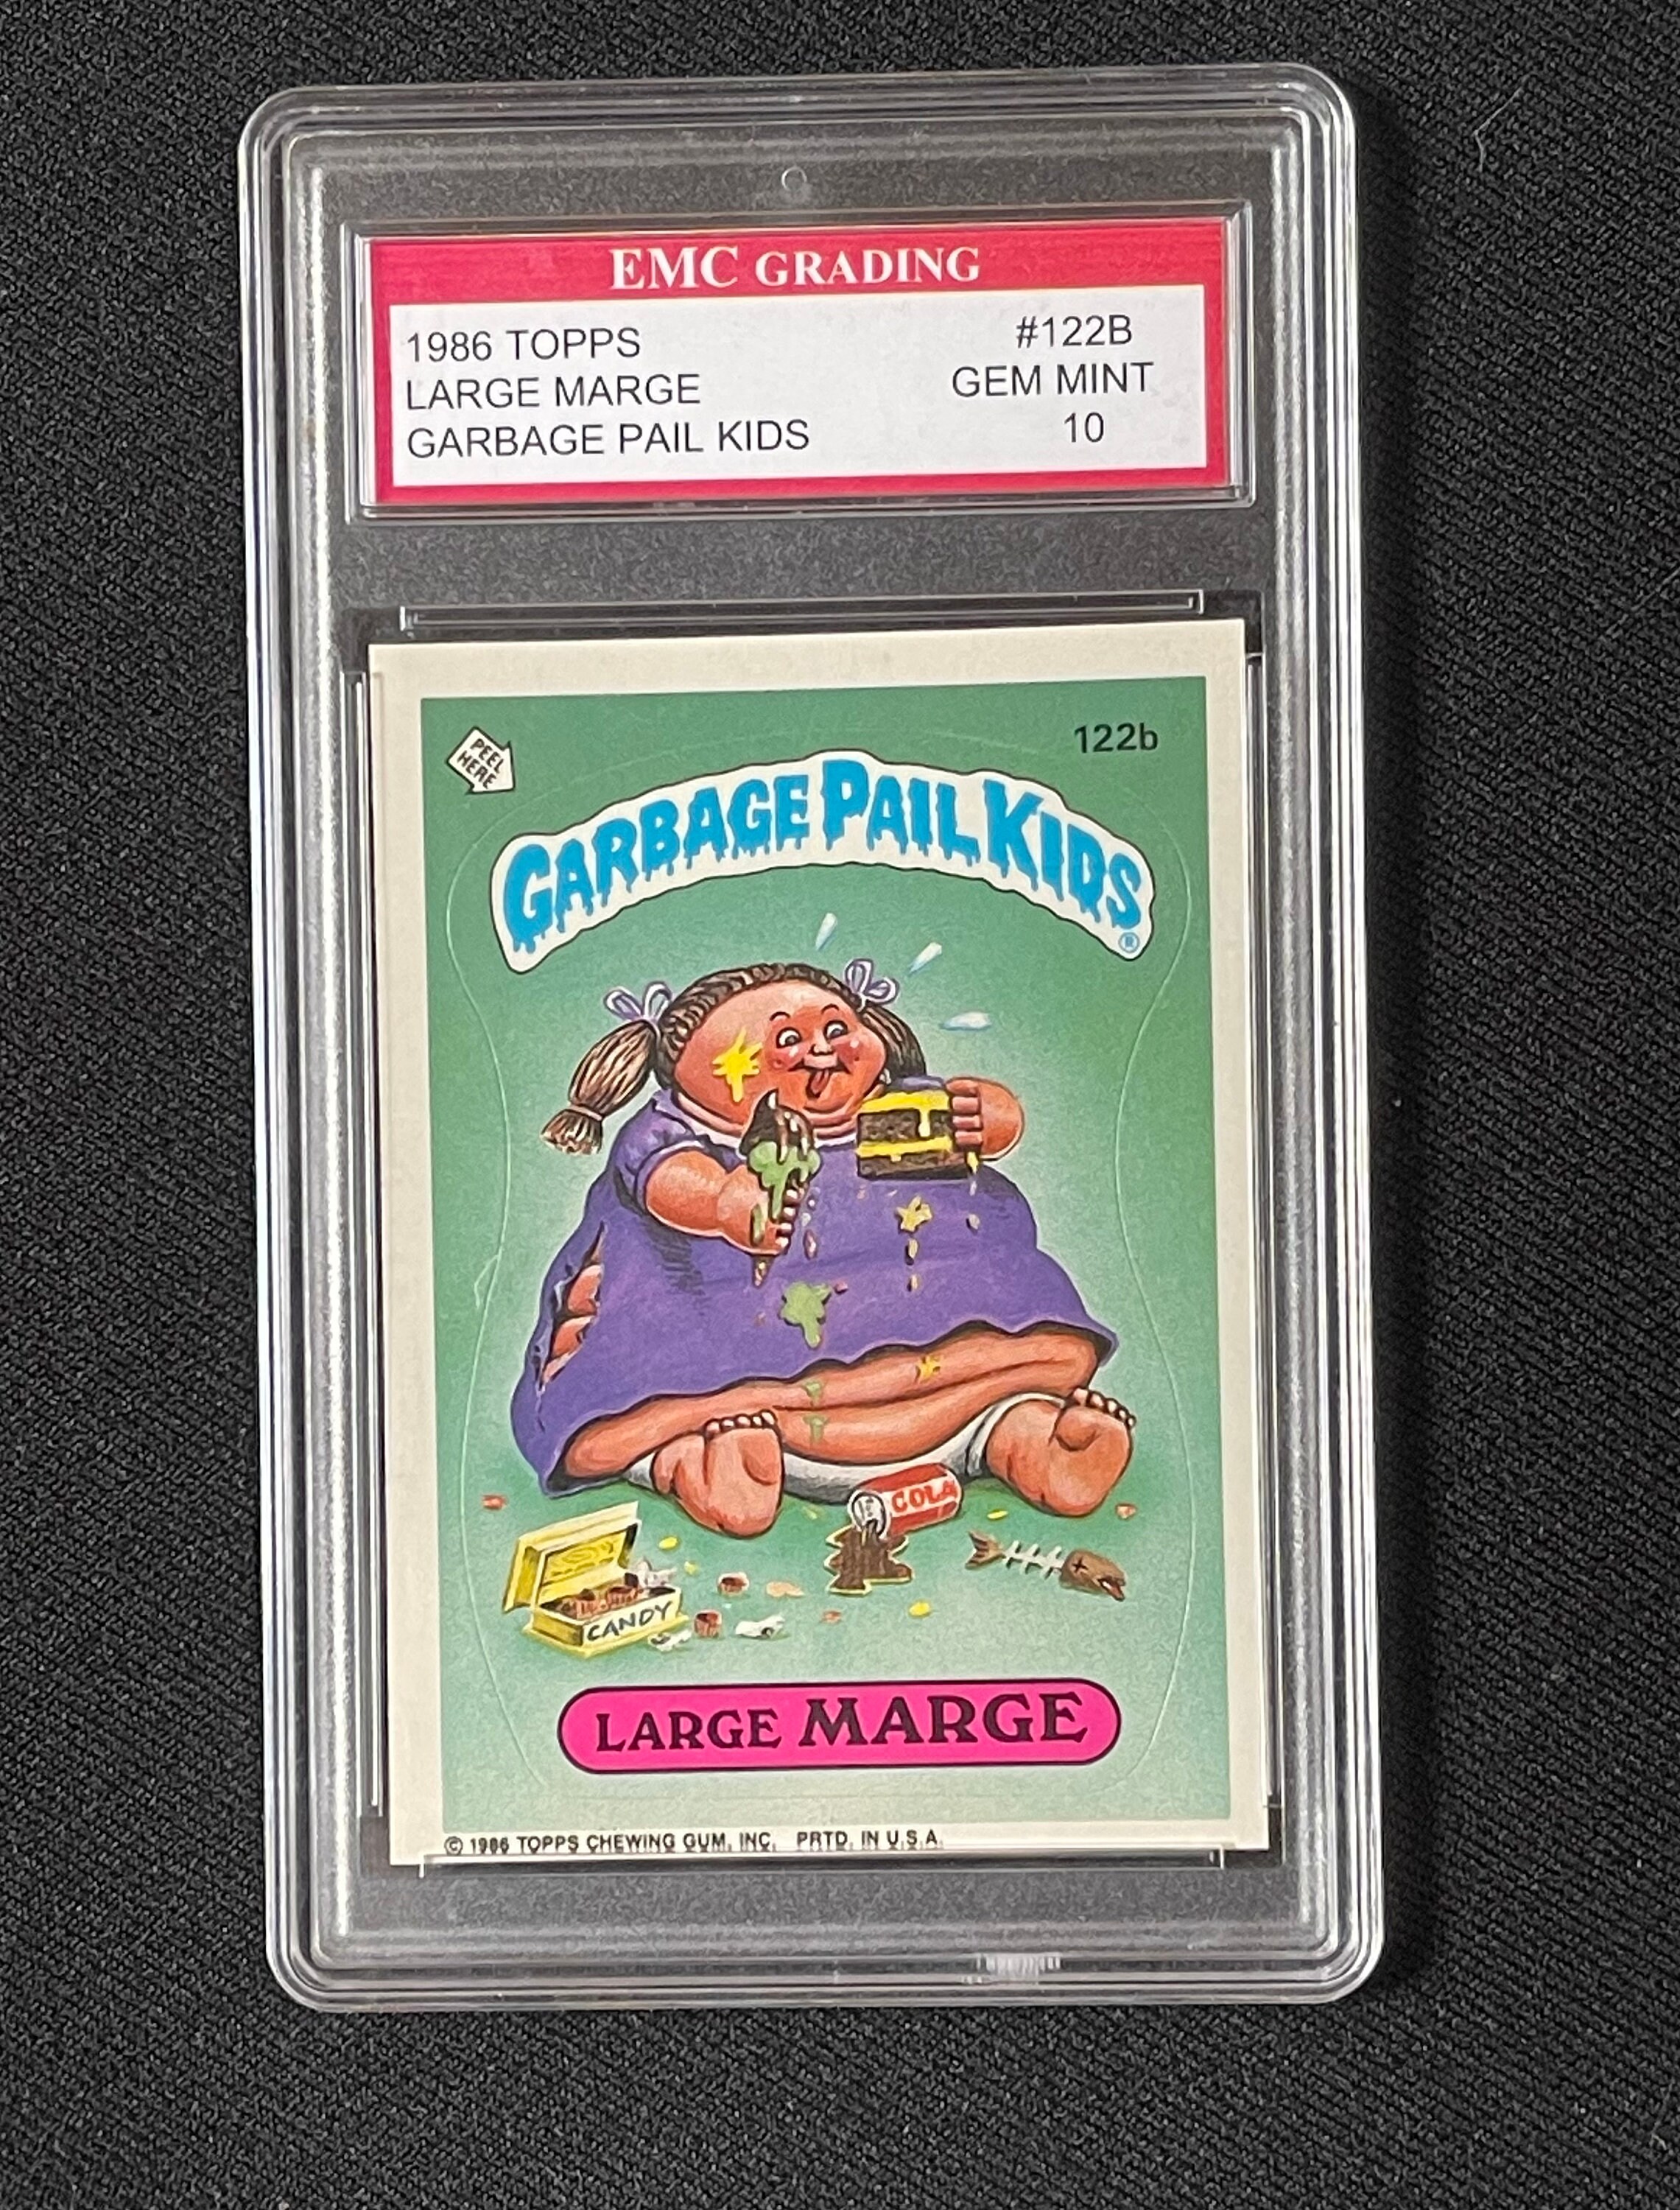 EMC GRADING
1986 TOPPS
#122B
LARGE MARGE
GEM MINT
GARBAGE PAIL KIDS
10
PEEL
HERE
122b
GARBAGE PAIL KIDS
®
COLA
CANDY
LARGE MARGE
© 1986 TOPPS CHEWING GUM, INC. PRTD. IN U.S.A.